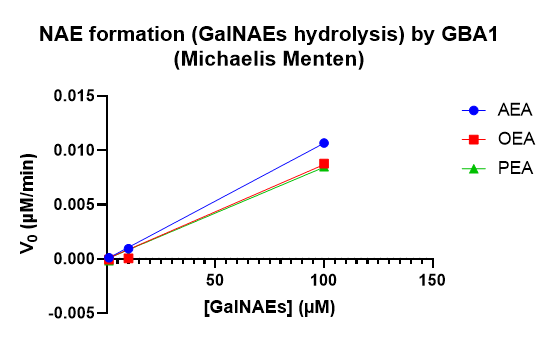 NAE formation (GalNAEs hydrolysis) by GBA1
(Michaelis Menten)
0.015
0.010
0.005
0.000
-0.005
V₀ (µM/min)
50
100
150
[GalNAEs] (µM)
AEA
OEA
PEA